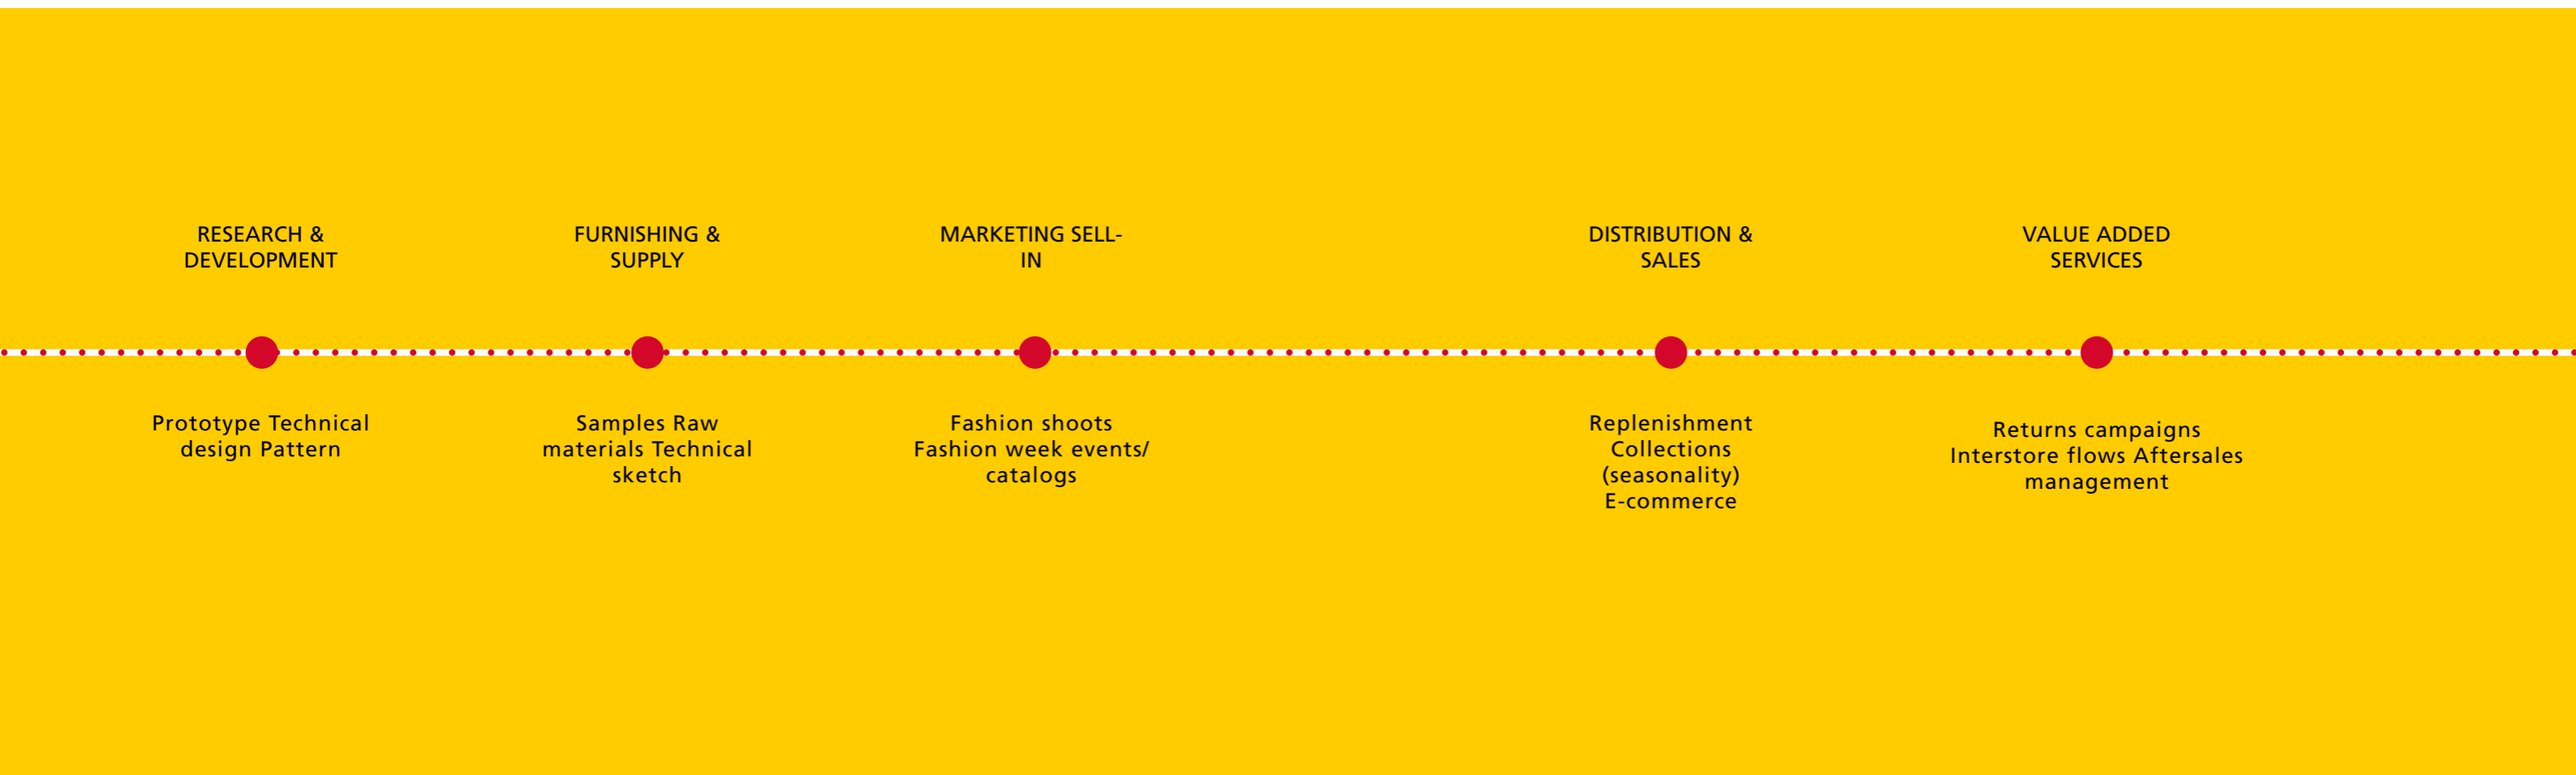 RESEARCH &
DEVELOPMENT
FURNISHING &
SUPPLY
MARKETING SELL-
IN
DISTRIBUTION &
SALES
VALUE ADDED
SERVICES
Prototype Technical
design Pattern
Samples Raw
materials Technical
sketch
Fashion shoots
Fashion week events/
catalogs
Replenishment
Collections
(seasonality)
E-commerce
Returns campaigns
Interstore flows Aftersales
management